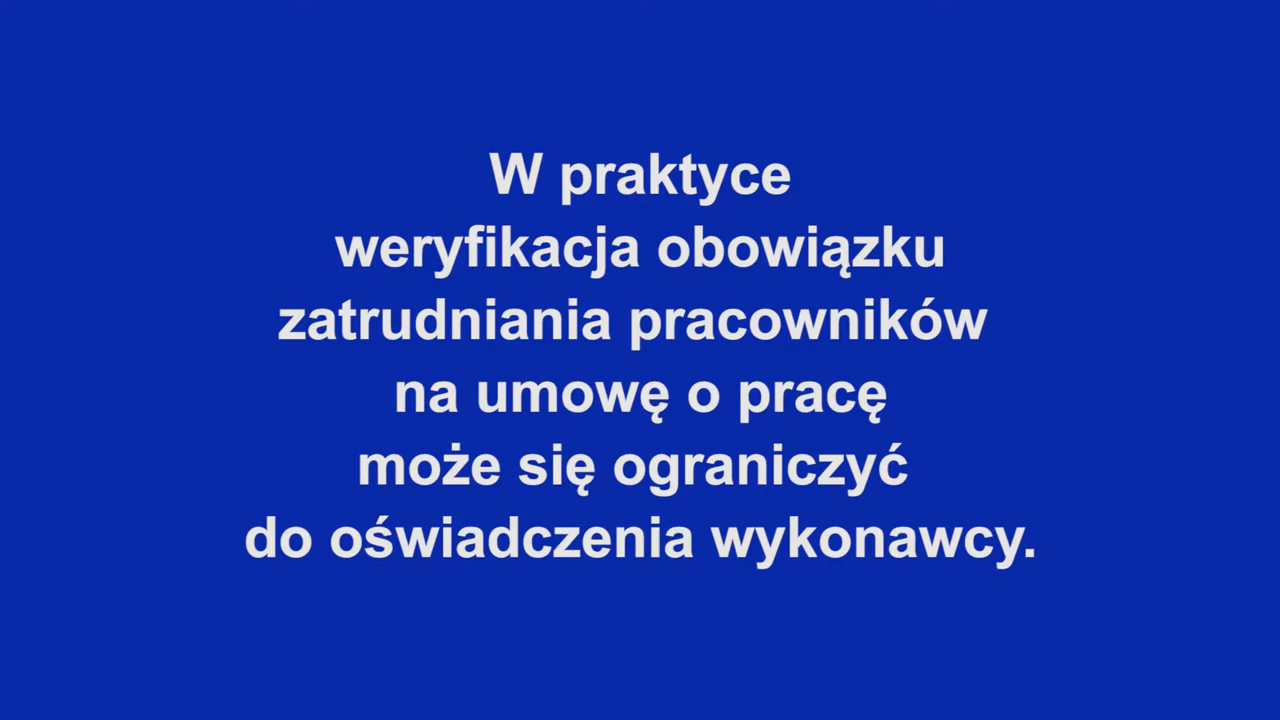 W praktyce
weryfikacja obowiązku
zatrudniania pracowników
na umowę o pracę
może się ograniczyć
do oświadczenia wykonawcy.